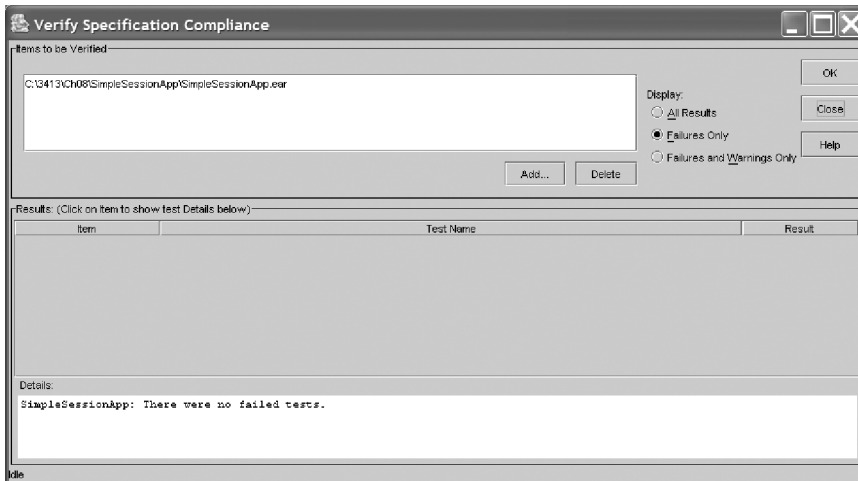 Verify Specification Compliance
Items to be Verified
C:\3413\Ch08\SimpleSessionApp\SimpleSessionApp.ear
Display:
All Results
Failures Only
Failures and Warnings Only
OK
Close
Help
Add...
Delete
Results: (Click on Item to show test Details below)
Item Test Name Result
Details:
SimpleSessionApp: There were no failed tests.
Idle